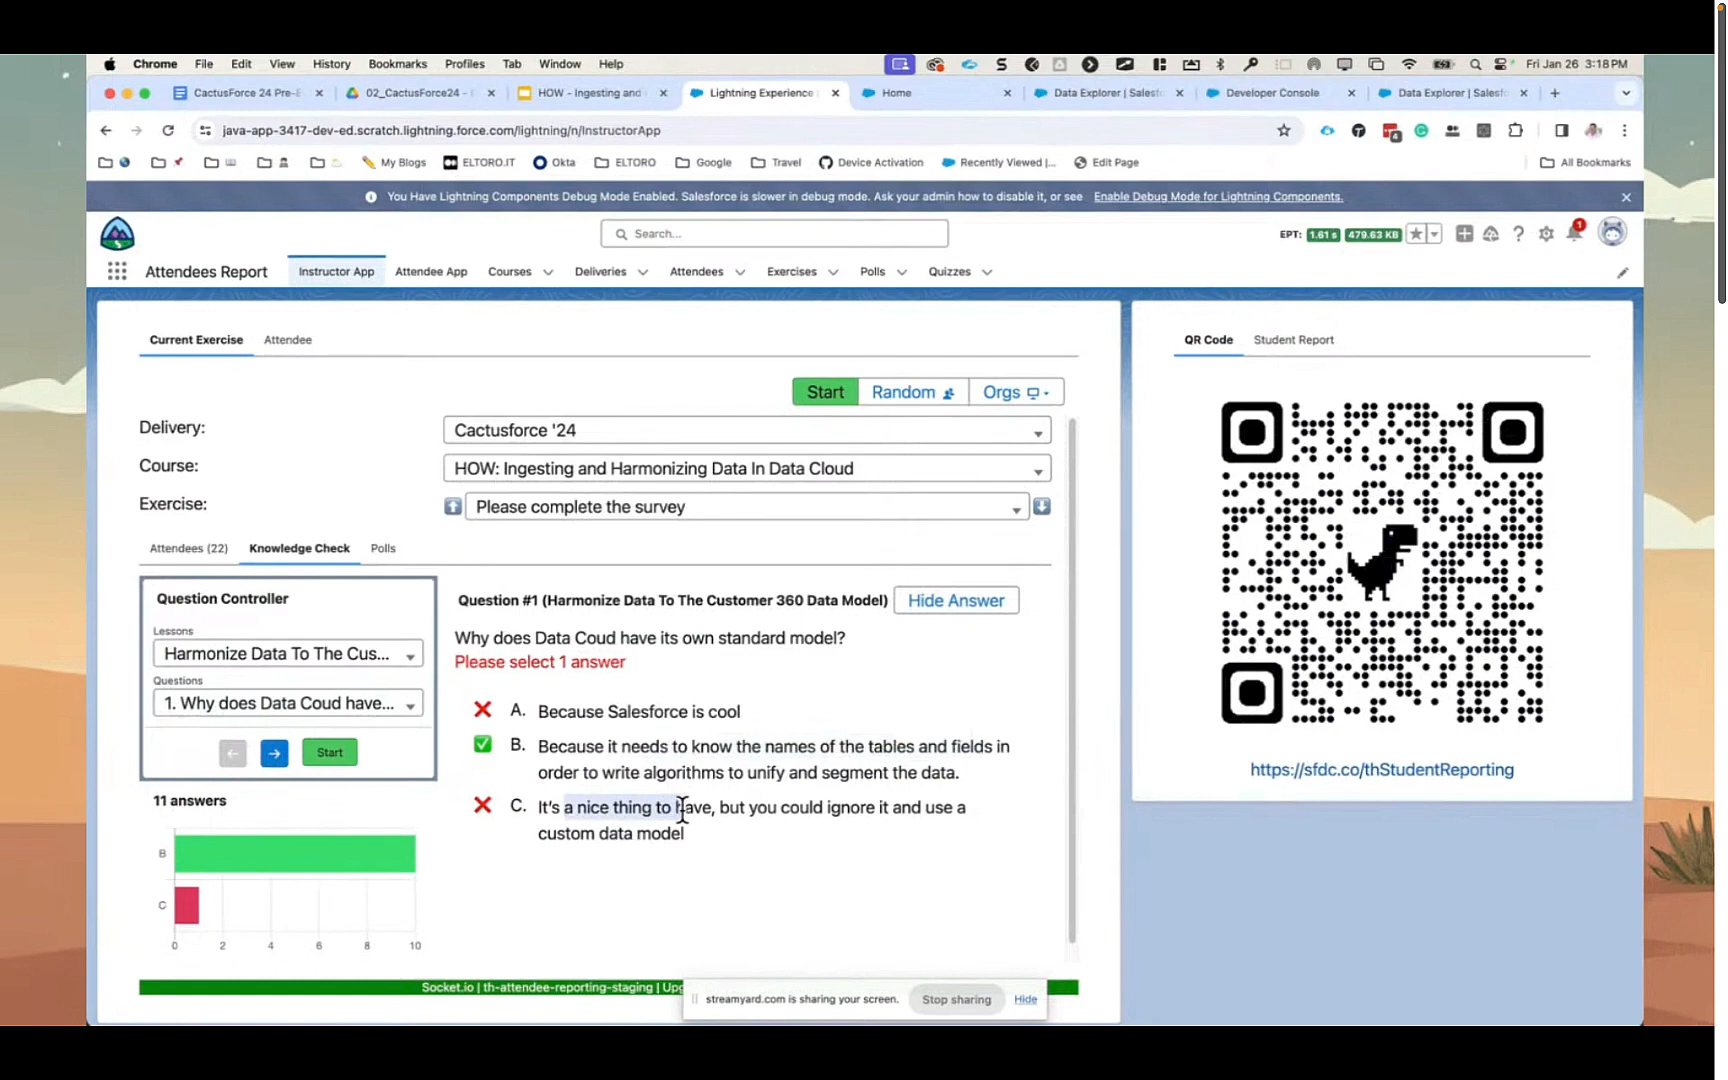 Chrome File Edit View History Bookmarks Profiles Tab Window Help Fri Jan 26 3:18 PM
CactusForce 24 Pre-E 02_CactusForce24 - HOW - Ingesting and Lightning Experience Home Data Explorer | Salesfo Developer Console Data Explorer | Salesfo
java-app-3417-dev-ed.scratch.lightning.force.com/lightning/n/InstructorApp
My Blogs ELTORO.IT Okta ELTORO Google Travel Device Activation Recently Viewed |... Edit Page All Bookmarks
You Have Lightning Components Debug Mode Enabled. Salesforce is slower in debug mode. Ask your admin how to disable it, or see Enable Debug Mode for Lightning Components.
Search... EPT: 1.61 s 479.63 KB 1
Attendees Report Instructor App Attendee App Courses Deliveries Attendees Exercises Polls Quizzes
Current Exercise Attendee
QR Code Student Report
Start Random Orgs
Delivery: Cactusforce '24
Course: HOW: Ingesting and Harmonizing Data In Data Cloud
Exercise: Please complete the survey
Attendees (22) Knowledge Check Polls
Question Controller
Lessons
Harmonize Data To The Cus...
Questions
1. Why does Data Coud have...
Start
Question #1 (Harmonize Data To The Customer 360 Data Model) Hide Answer
Why does Data Coud have its own standard model?
Please select 1 answer
A. Because Salesforce is cool
B. Because it needs to know the names of the tables and fields in
order to write algorithms to unify and segment the data.
C. It's a nice thing to have, but you could ignore it and use a
custom data model
11 answers
B
C
0 2 4 6 8 10
https://sfdc.co/thStudentReporting
Socket.io | th-attendee-reporting-staging |
streamyard.com is sharing your screen. Stop sharing Hide